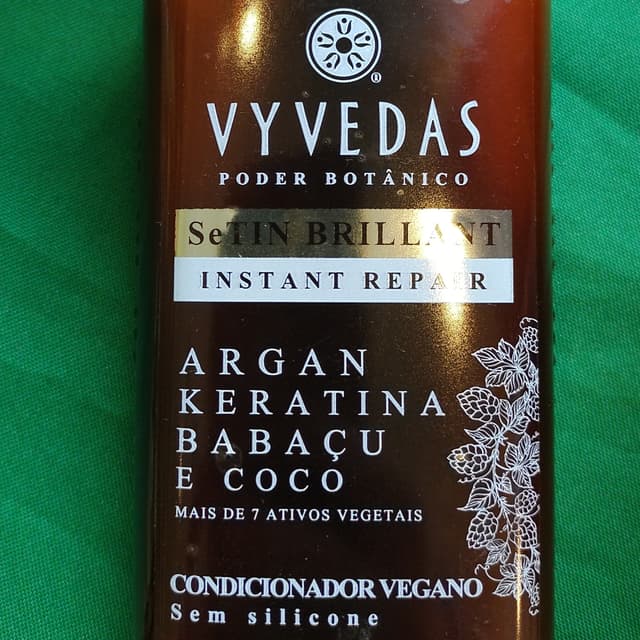 VYVEDAS
PODER BOTÂNICO
SeTIN BRILLANT
INSTANT REPAIR
ARGAN
KERATINA
BABAÇU
E COCO
MAIS DE 7 ATIVOS VEGETAIS
CONDICIONADOR VEGANO
Sem silicone